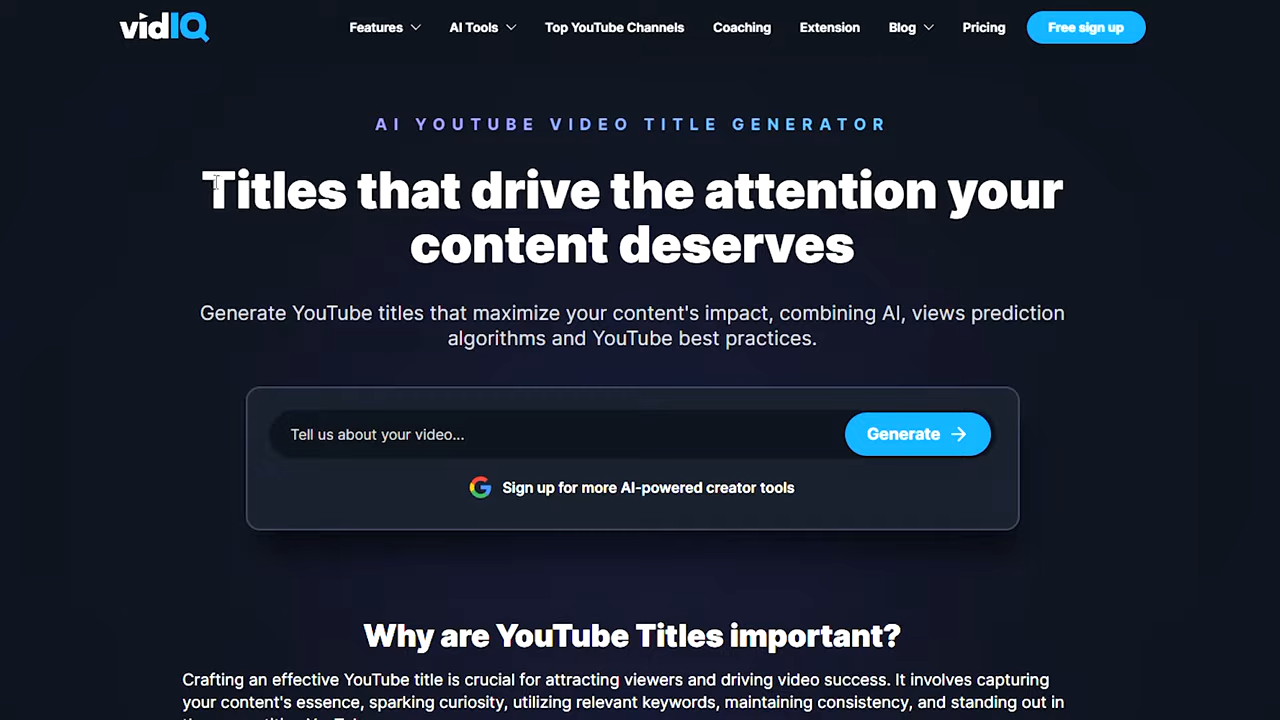 vidIQ
Features AI Tools Top YouTube Channels Coaching Extension Blog Pricing Free sign up
AI YOUTUBE VIDEO TITLE GENERATOR
Titles that drive the attention your
content deserves
Generate YouTube titles that maximize your content's impact, combining AI, views prediction
algorithms and YouTube best practices.
Tell us about your video... Generate
Sign up for more AI-powered creator tools
Why are YouTube Titles important?
Crafting an effective YouTube title is crucial for attracting viewers and driving video success. It involves capturing
your content's essence, sparking curiosity, utilizing relevant keywords, maintaining consistency, and standing out in